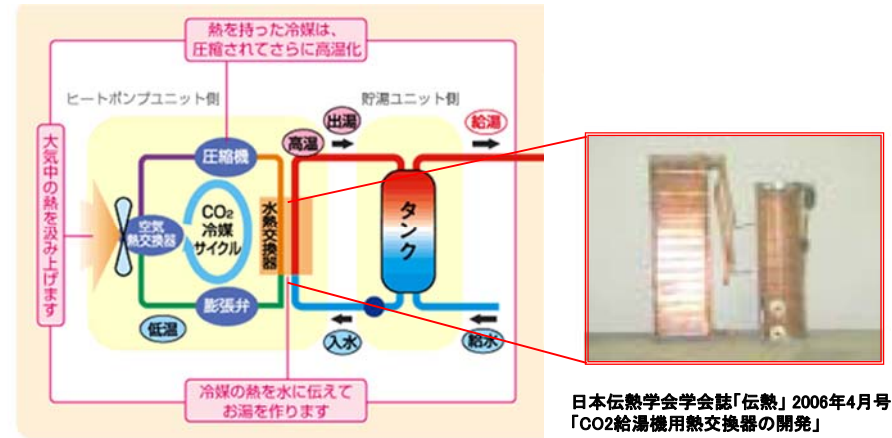 熱を持った冷媒は、
圧縮されてさらに高温化
ヒートポンプユニット側
貯湯ユニット側
出湯
給湯
高温
圧縮機
大気中の熱を汲み上げます
CO2
冷媒
サイクル
水熱交換器
タンク
空気
熱交換器
膨張弁
低温
入水
給水
冷媒の熱を水に伝えて
お湯を作ります
日本伝熱学会学会誌「伝熱」 2006年4月号
「CO2給湯機用熱交換器の開発」